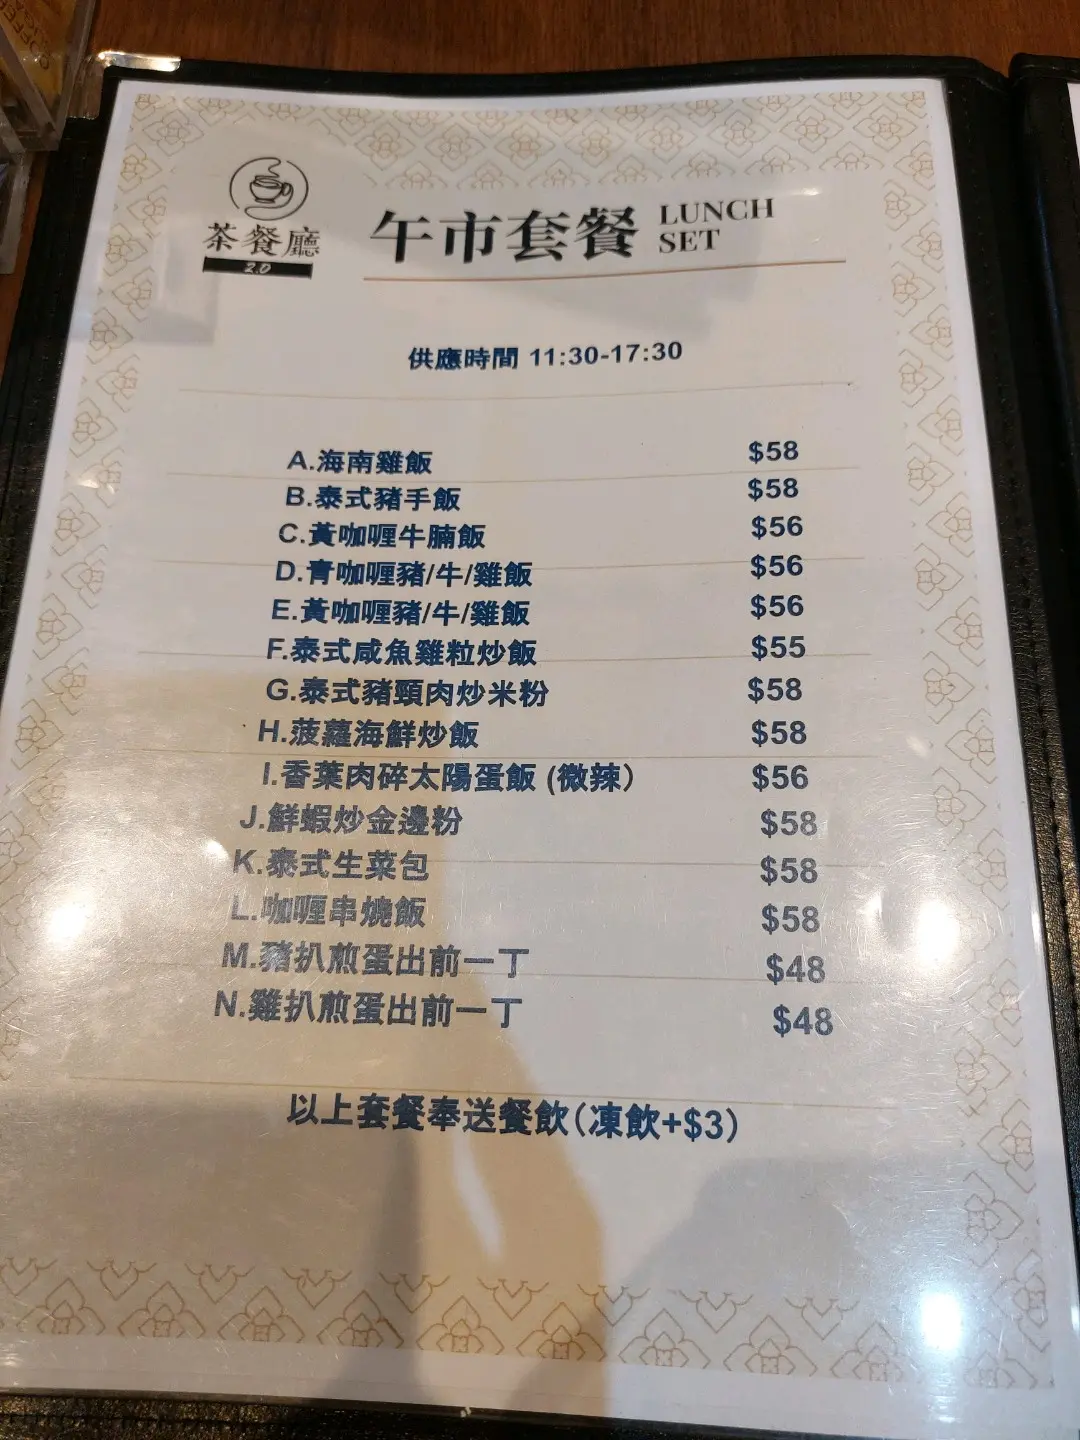 茶餐廳
2.0
午市套餐 LUNCH SET
供應時間 11:30-17:30
A.海南雞飯 $58
B.泰式豬手飯 $58
C.黃咖喱牛腩飯 $56
D.青咖喱豬/牛/雞飯 $56
E.黃咖喱豬/牛/雞飯 $56
F.泰式咸魚雞粒炒飯 $55
G.泰式豬頸肉炒米粉 $58
H.菠蘿海鮮炒飯 $58
I.香葉肉碎太陽蛋飯 (微辣) $56
J.鮮蝦炒金邊粉 $58
K.泰式生菜包 $58
L.咖喱串燒飯 $58
M.豬扒煎蛋出前一丁 $48
N.雞扒煎蛋出前一丁 $48
以上套餐奉送餐飲(凍飲+$3)